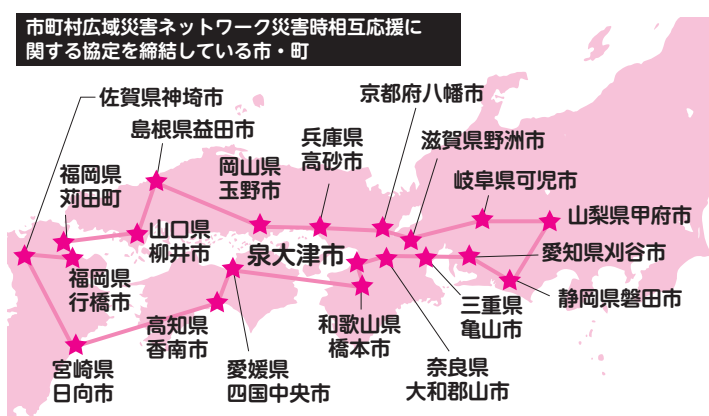 市町村広域災害ネットワーク災害時相互応援に
関する協定を締結している市・町
佐賀県神埼市
京都府八幡市
島根県益田市
兵庫県
高砂市
滋賀県野洲市
岡山県
玉野市
福岡県
苅田町
岐阜県可児市
山梨県甲府市
山口県
柳井市
泉大津市
愛知県刈谷市
福岡県
行橋市
静岡県磐田市
三重県
亀山市
高知県
香南市
和歌山県
橋本市
宮崎県
日向市
愛媛県
四国中央市
奈良県
大和郡山市